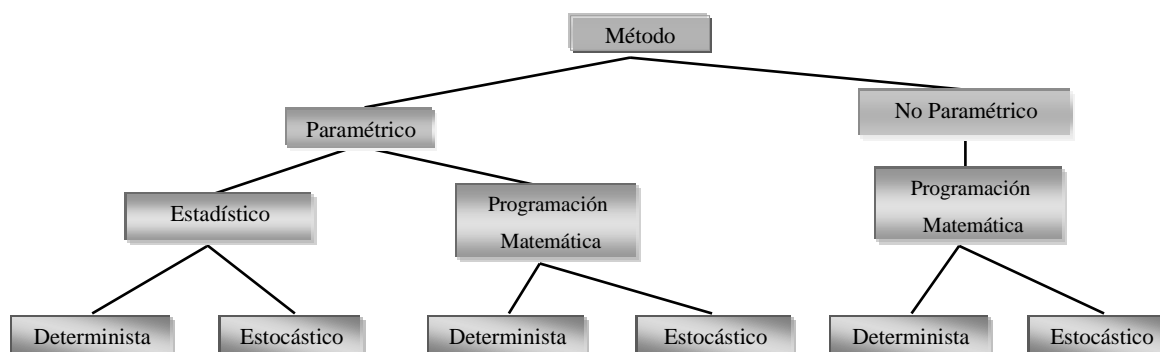 Método
Paramétrico
No Paramétrico
Estadístico
Programación
Matemática
Programación
Matemática
Determinista
Estocástico
Determinista
Estocástico
Determinista
Estocástico